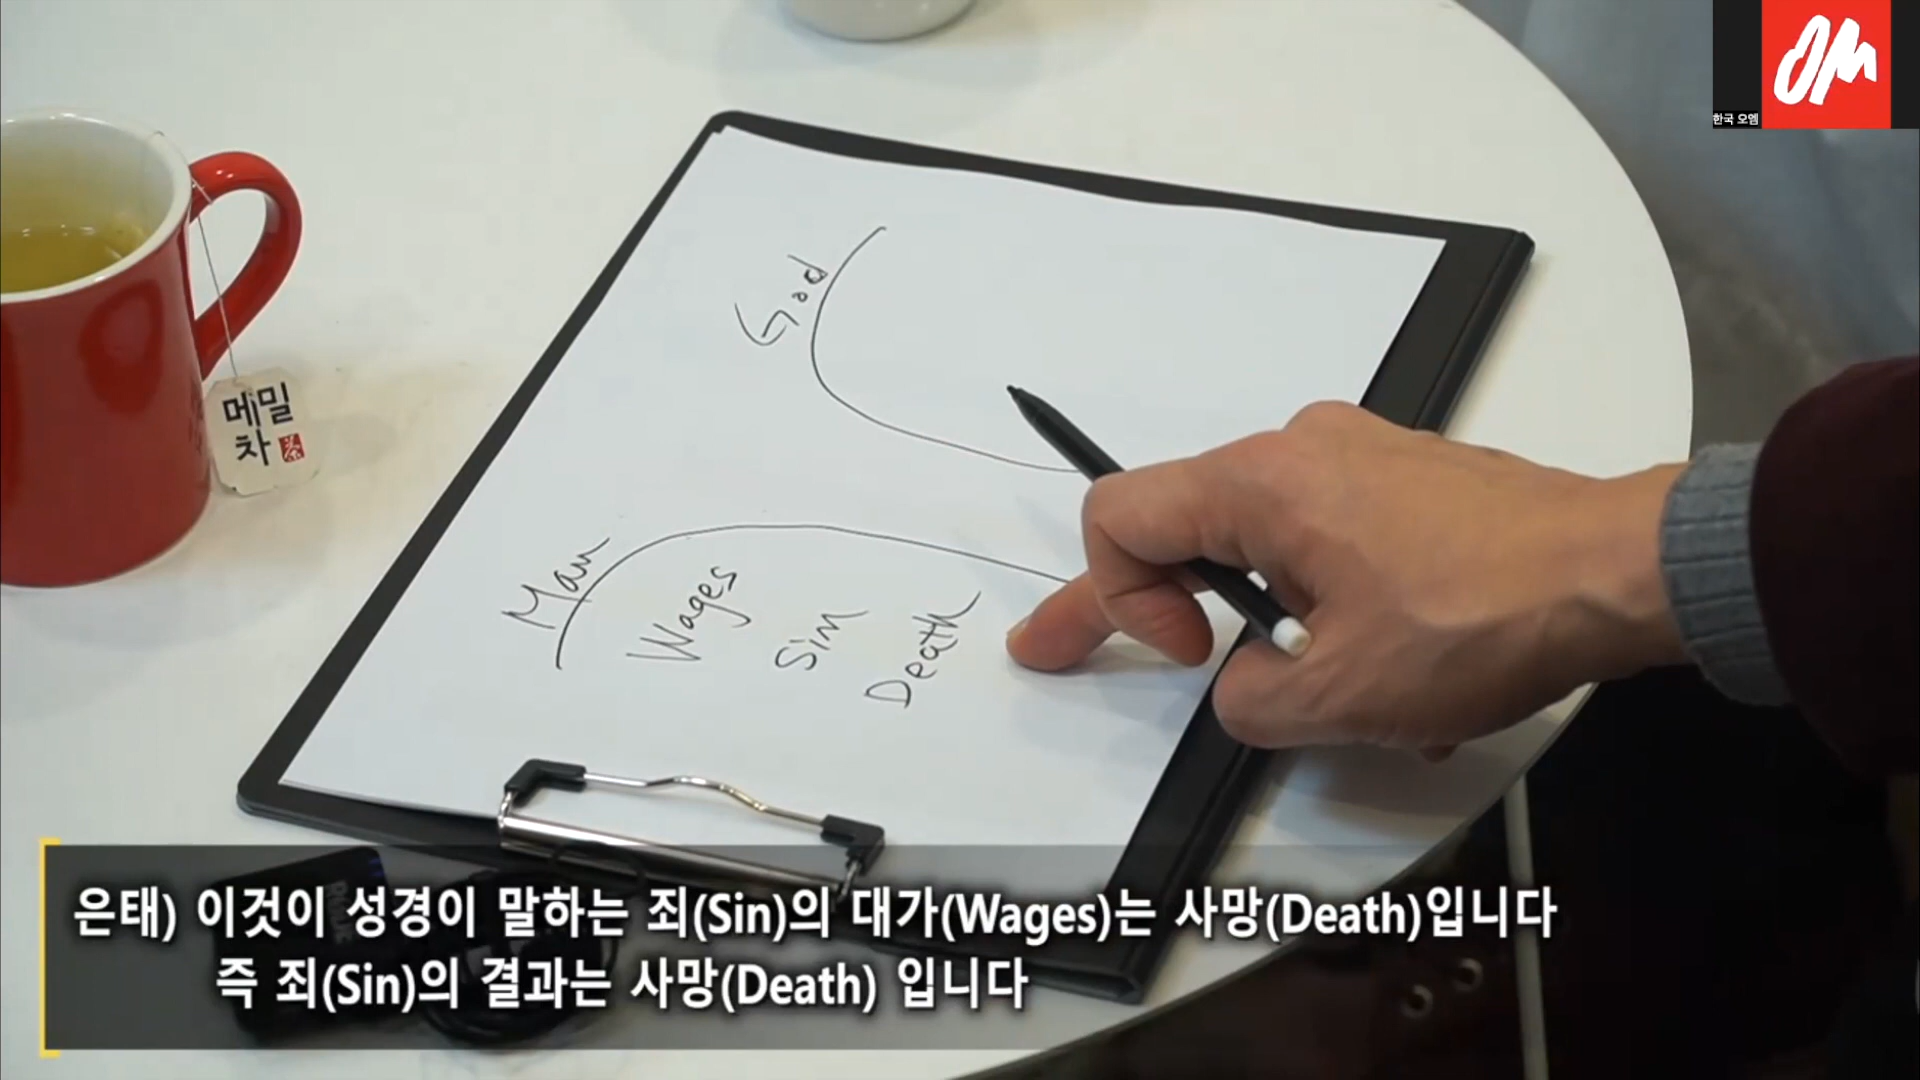 OM
한국 오엠
God
메밀
차
茶
Man
Wages
Sin
Death
은태) 이것이 성경이 말하는 죄(Sin)의 대가(Wages)는 사망(Death)입니다
즉 죄(Sin)의 결과는 사망(Death) 입니다